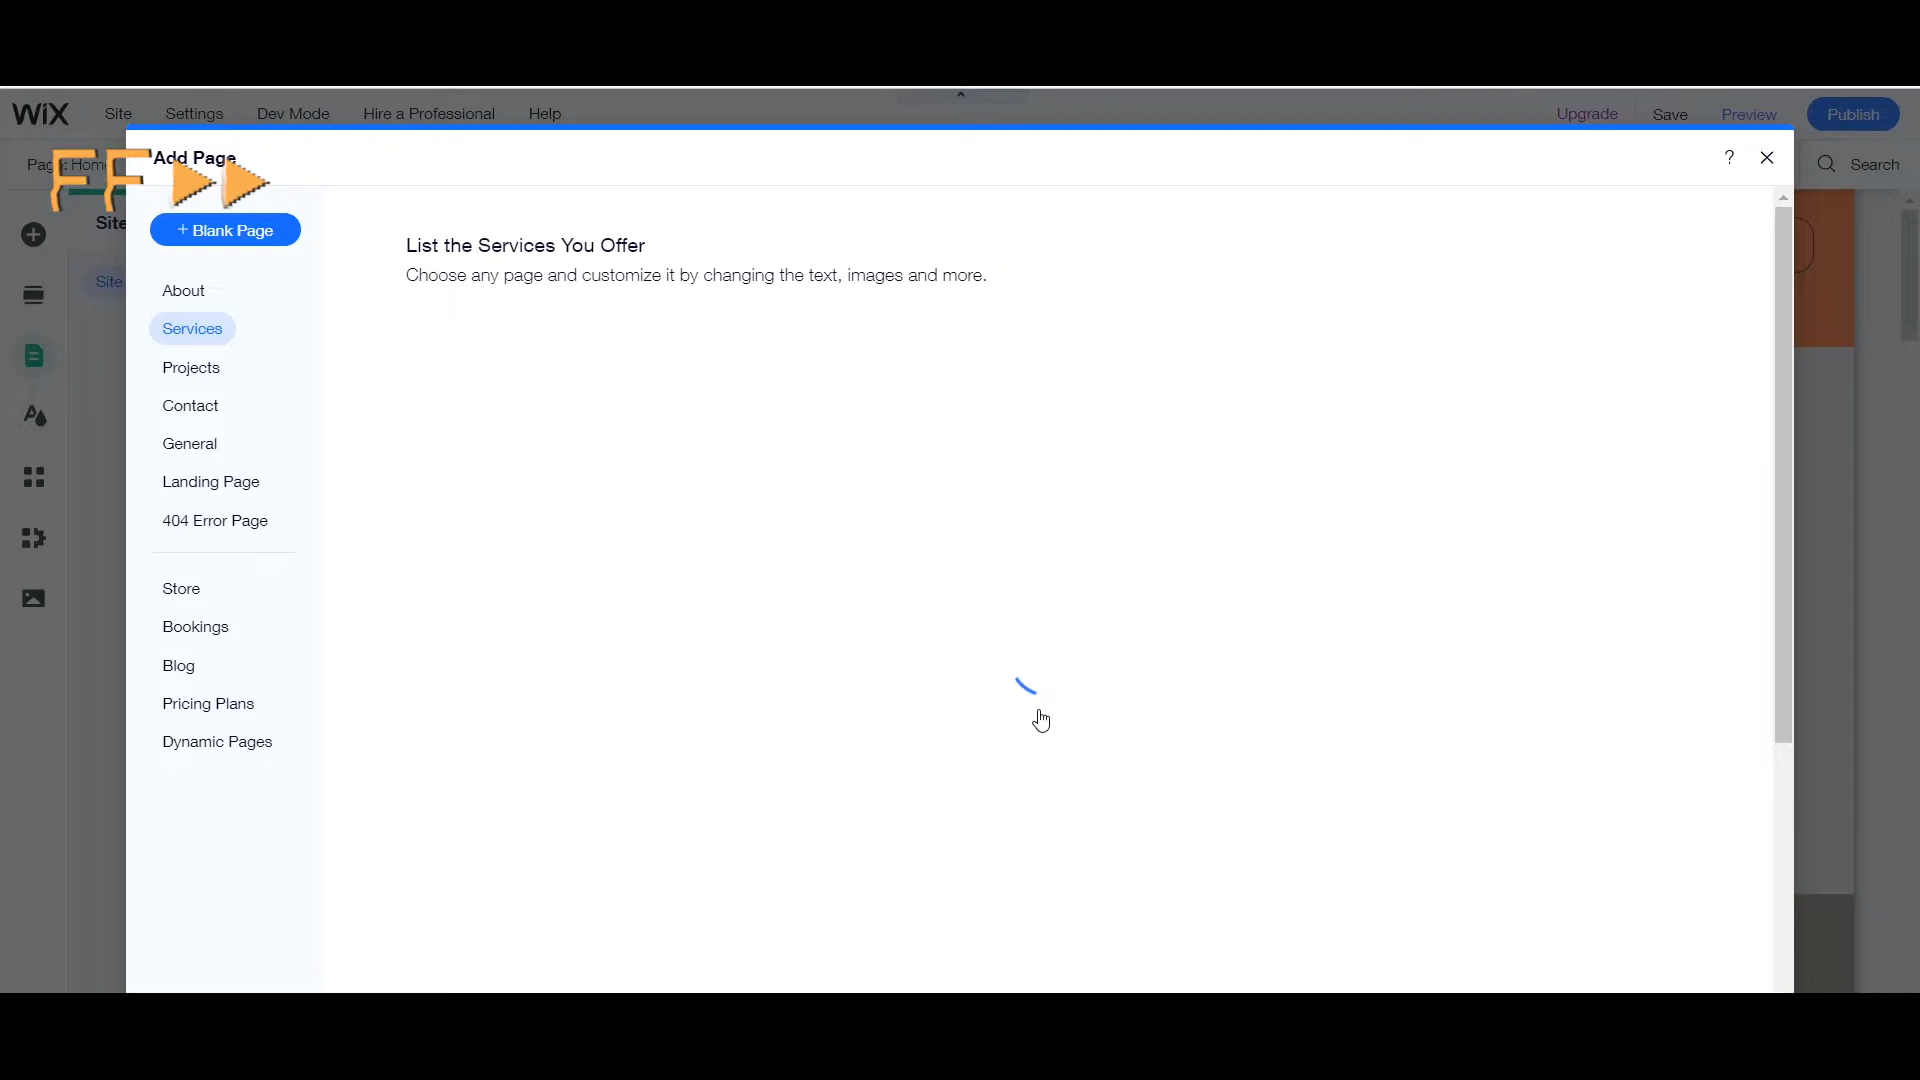 WiX Site Settings Dev Mode Hire a Professional Help Upgrade Save Preview Publish
Page: Home Add Page ? Search
FF
Site + Blank Page
List the Services You Offer
Choose any page and customize it by changing the text, images and more.
Site
About
Services
Projects
Contact
General
Landing Page
404 Error Page
Store
Bookings
Blog
Pricing Plans
Dynamic Pages